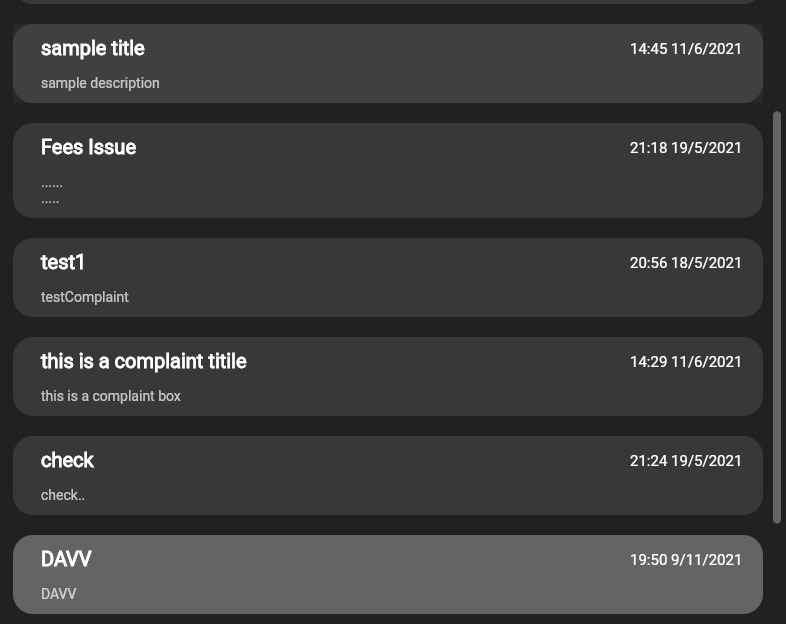 sample title 14:45 11/6/2021
sample description
Fees Issue 21:18 19/5/2021
......
.....
test1 20:56 18/5/2021
testComplaint
this is a complaint titile 14:29 11/6/2021
this is a complaint box
check 21:24 19/5/2021
check..
DAVV 19:50 9/11/2021
DAVV